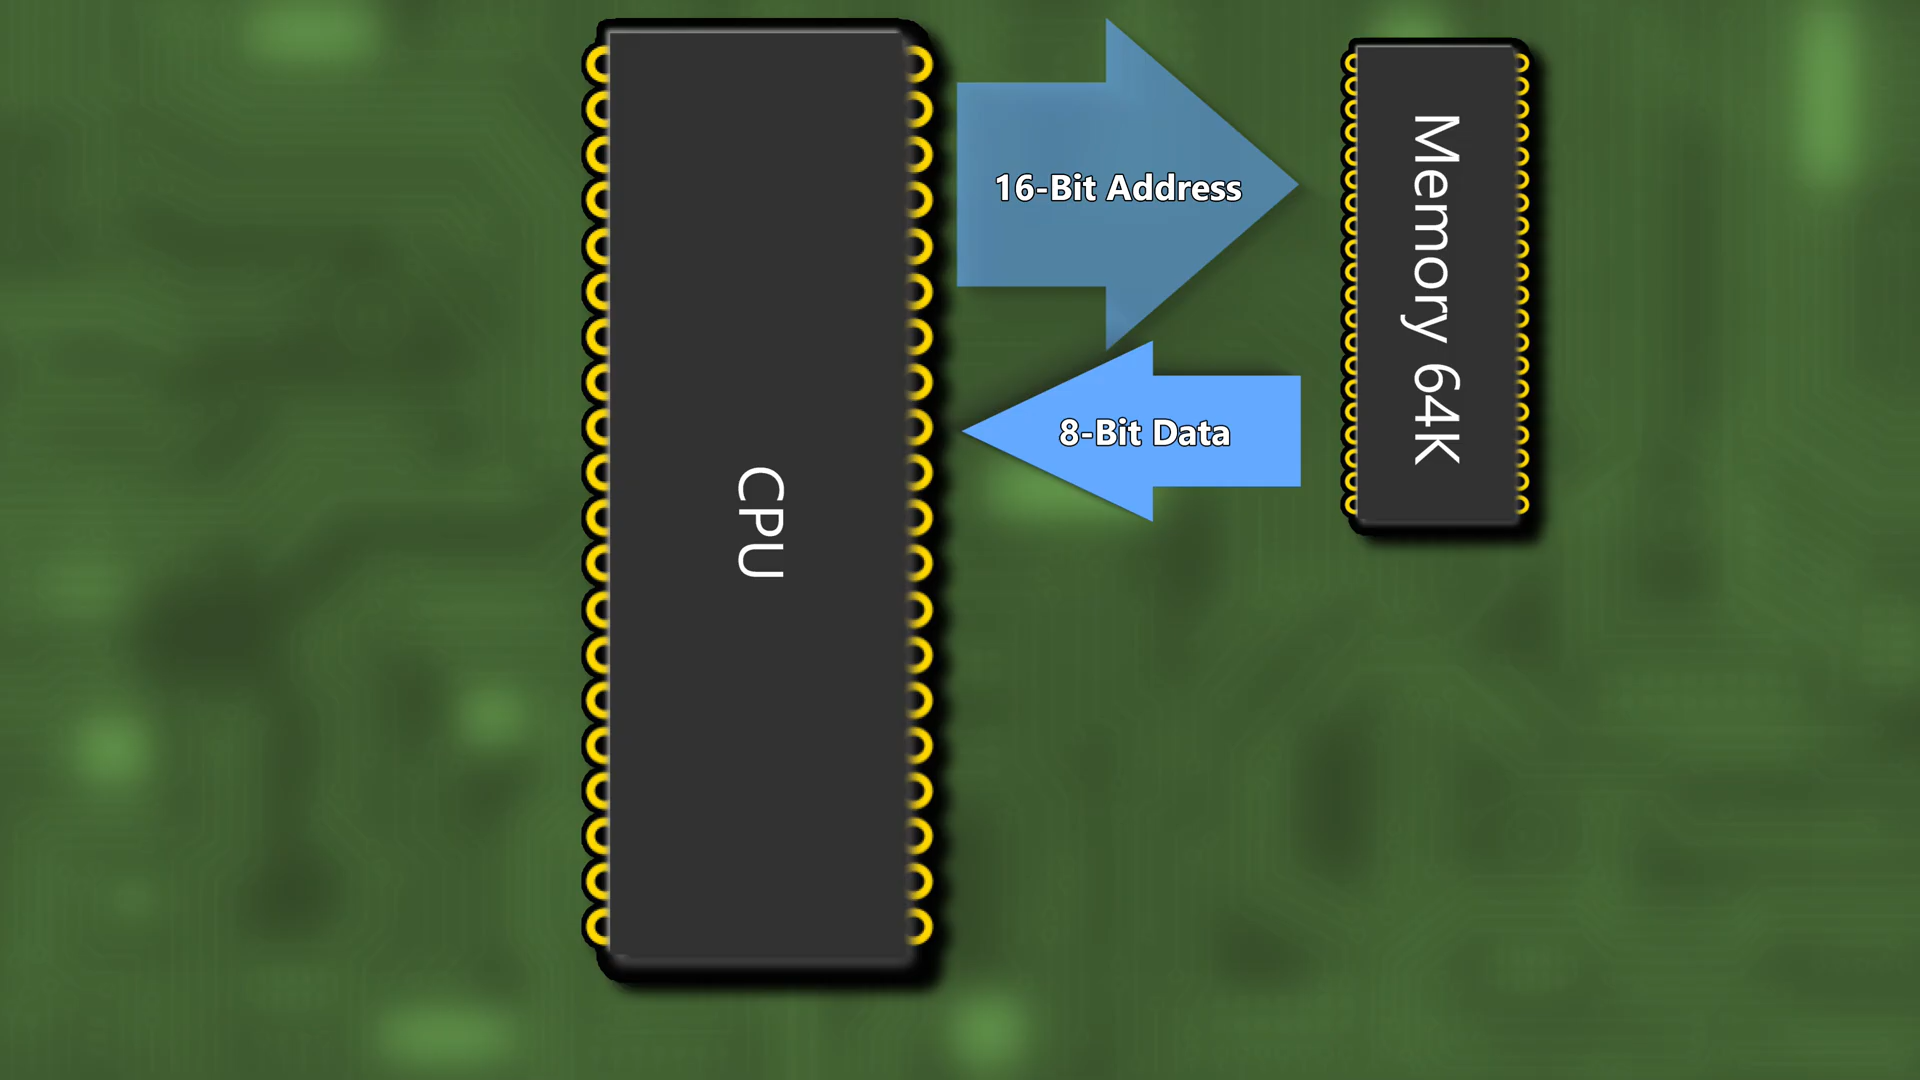 CPU
16-Bit Address
8-Bit Data
Memory 64K